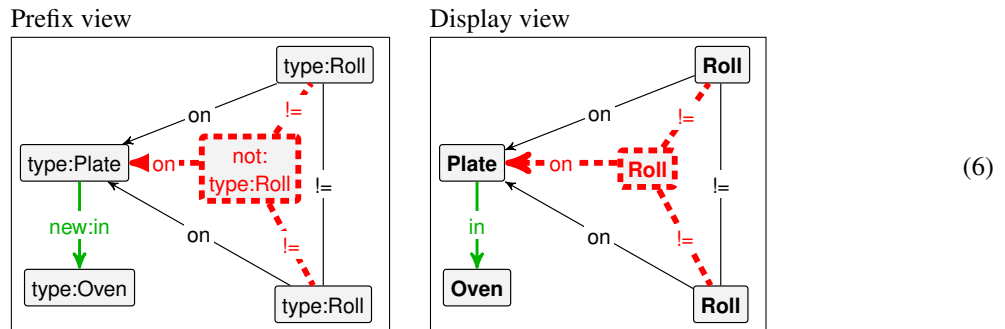 Prefix view
Display view
type:Roll
on
!=
type:Plate
on
not:
type:Roll
!=
new:in
on
!=
type:Oven
type:Roll
Roll
on
!=
Plate
on
Roll
!=
in
on
!=
Oven
Roll
(6)